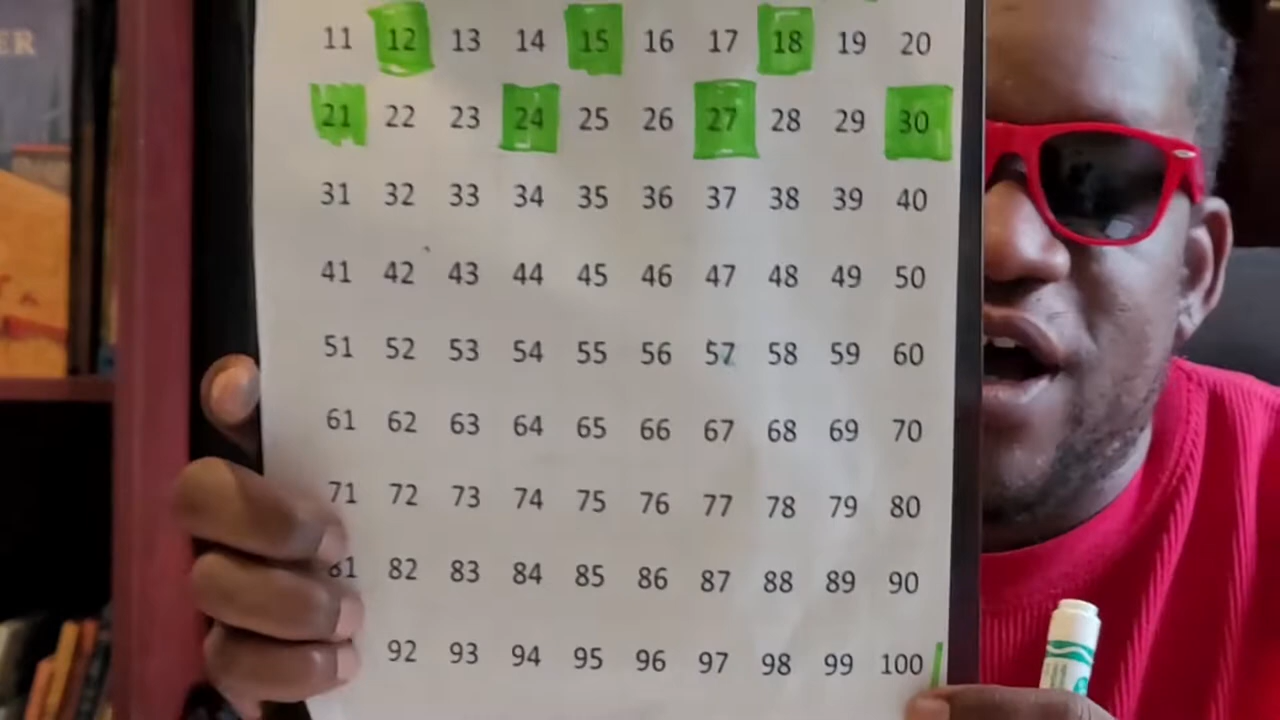 ER
11 12 13 14 15 16 17 18 19 20
21 22 23 24 25 26 27 28 29 30
31 32 33 34 35 36 37 38 39 40
41 42 43 44 45 46 47 48 49 50
51 52 53 54 55 56 57 58 59 60
61 62 63 64 65 66 67 68 69 70
71 72 73 74 75 76 77 78 79 80
81 82 83 84 85 86 87 88 89 90
92 93 94 95 96 97 98 99 100